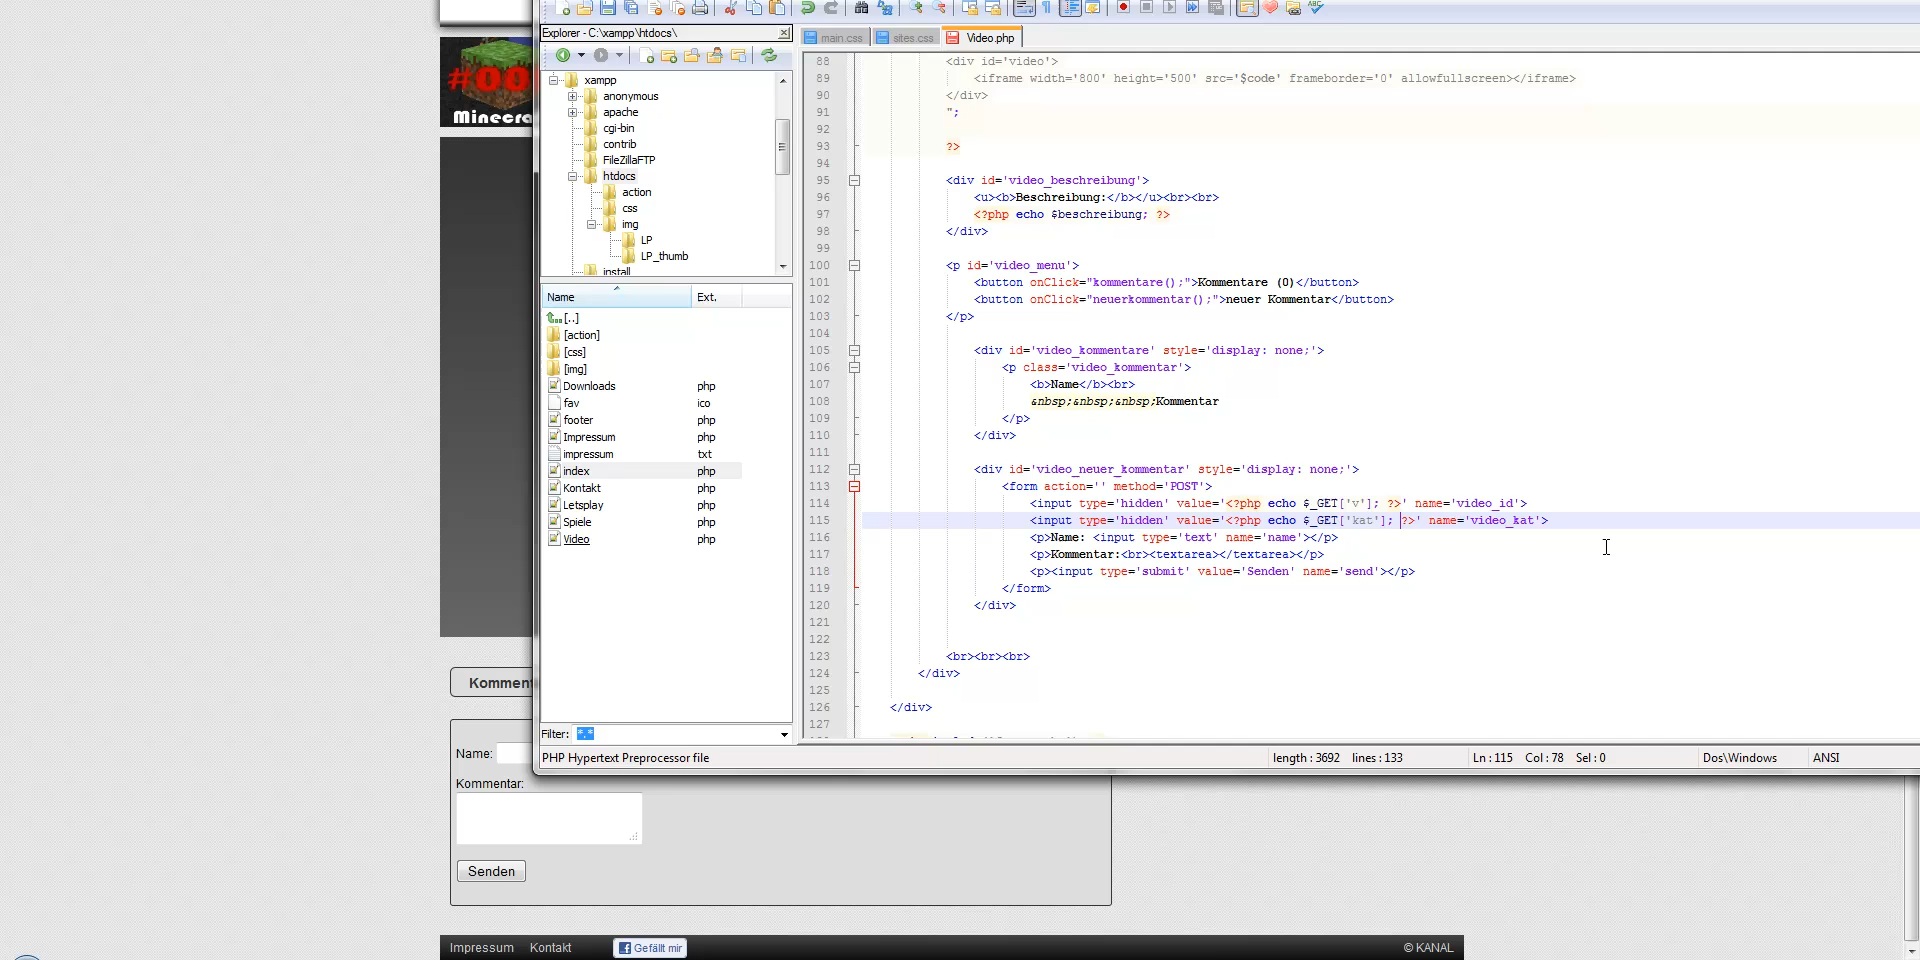 #00
Minecra
Explorer - C:\xampp\htdocs\
xampp
anonymous
apache
cgi-bin
contrib
FileZillaFTP
htdocs
action
css
img
LP
LP_thumb
install
Name Ext.
[..]
[action]
[css]
[img]
Downloads php
fav ico
footer php
Impressum php
impressum txt
index php
Kontakt php
Letsplay php
Spiele php
Video php
Filter: *.*
main.css sites.css Video.php
88 <div id='video'>
89 <iframe width='800' height='500' src='$code' frameborder='0' allowfullscreen></iframe>
90 </div>
91 ";
92
93 ?>
94
95 <div id='video_beschreibung'>
96 <u><b>Beschreibung:</b></u><br><br>
97 <?php echo $beschreibung; ?>
98 </div>
99
100 <p id='video_menu'>
101 <button onClick="kommentare();">Kommentare (0)</button>
102 <button onClick="neuerkommentar();">neuer Kommentar</button>
103 </p>
104
105 <div id='video_kommentare' style='display: none;'>
106 <p class='video_kommentar'>
107 <b>Name</b><br>
108 &nbsp;&nbsp;&nbsp;Kommentar
109 </p>
110 </div>
111
112 <div id='video_neuer_kommentar' style='display: none;'>
113 <form action='' method='POST'>
114 <input type='hidden' value='<?php echo $_GET['v']; ?>' name='video_id'>
115 <input type='hidden' value='<?php echo $_GET['kat']; ?>' name='video_kat'>
116 <p>Name: <input type='text' name='name'></p>
117 <p>Kommentar:<br><textarea></textarea></p>
118 <p><input type='submit' value='Senden' name='send'></p>
119 </form>
120 </div>
121
122
123 <br><br><br>
124 </div>
125
126 </div>
127
PHP Hypertext Preprocessor file length : 3692 lines : 133 Ln : 115 Col : 78 Sel : 0 Dos\Windows ANSI
Kommen
Name:
Kommentar:
Senden
Impressum Kontakt Gefällt mir © KANAL